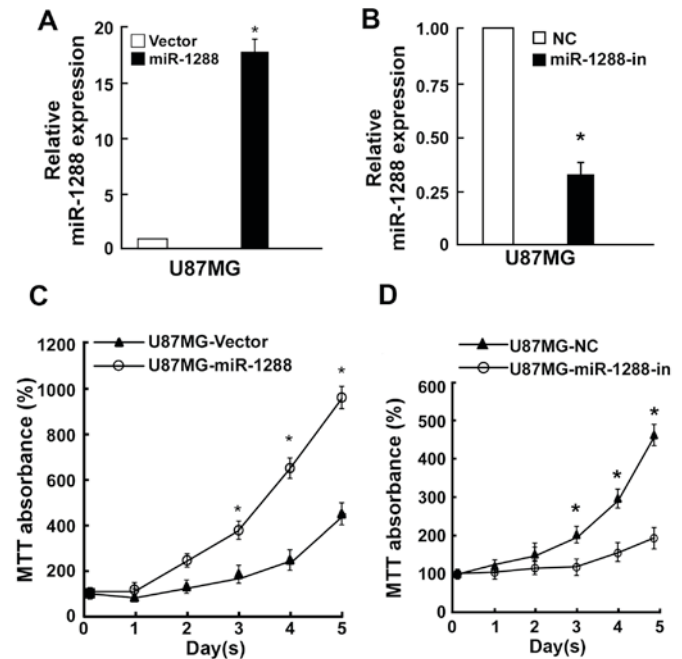 A
Vector
miR-1288
*
Relative
miR-1288 expression
20
15
10
5
0
U87MG
B
NC
miR-1288-in
*
Relative
miR-1288 expression
1.00
0.75
0.50
0.25
0
U87MG
C
U87MG-Vector
U87MG-miR-1288
MTT absorbance (%)
1200
1000
800
600
400
200
0
* * *
0 1 2 3 4 5
Day(s)
D
U87MG-NC
U87MG-miR-1288-in
MTT absorbance (%)
600
500
400
300
200
100
0
* * *
0 1 2 3 4 5
Day(s)